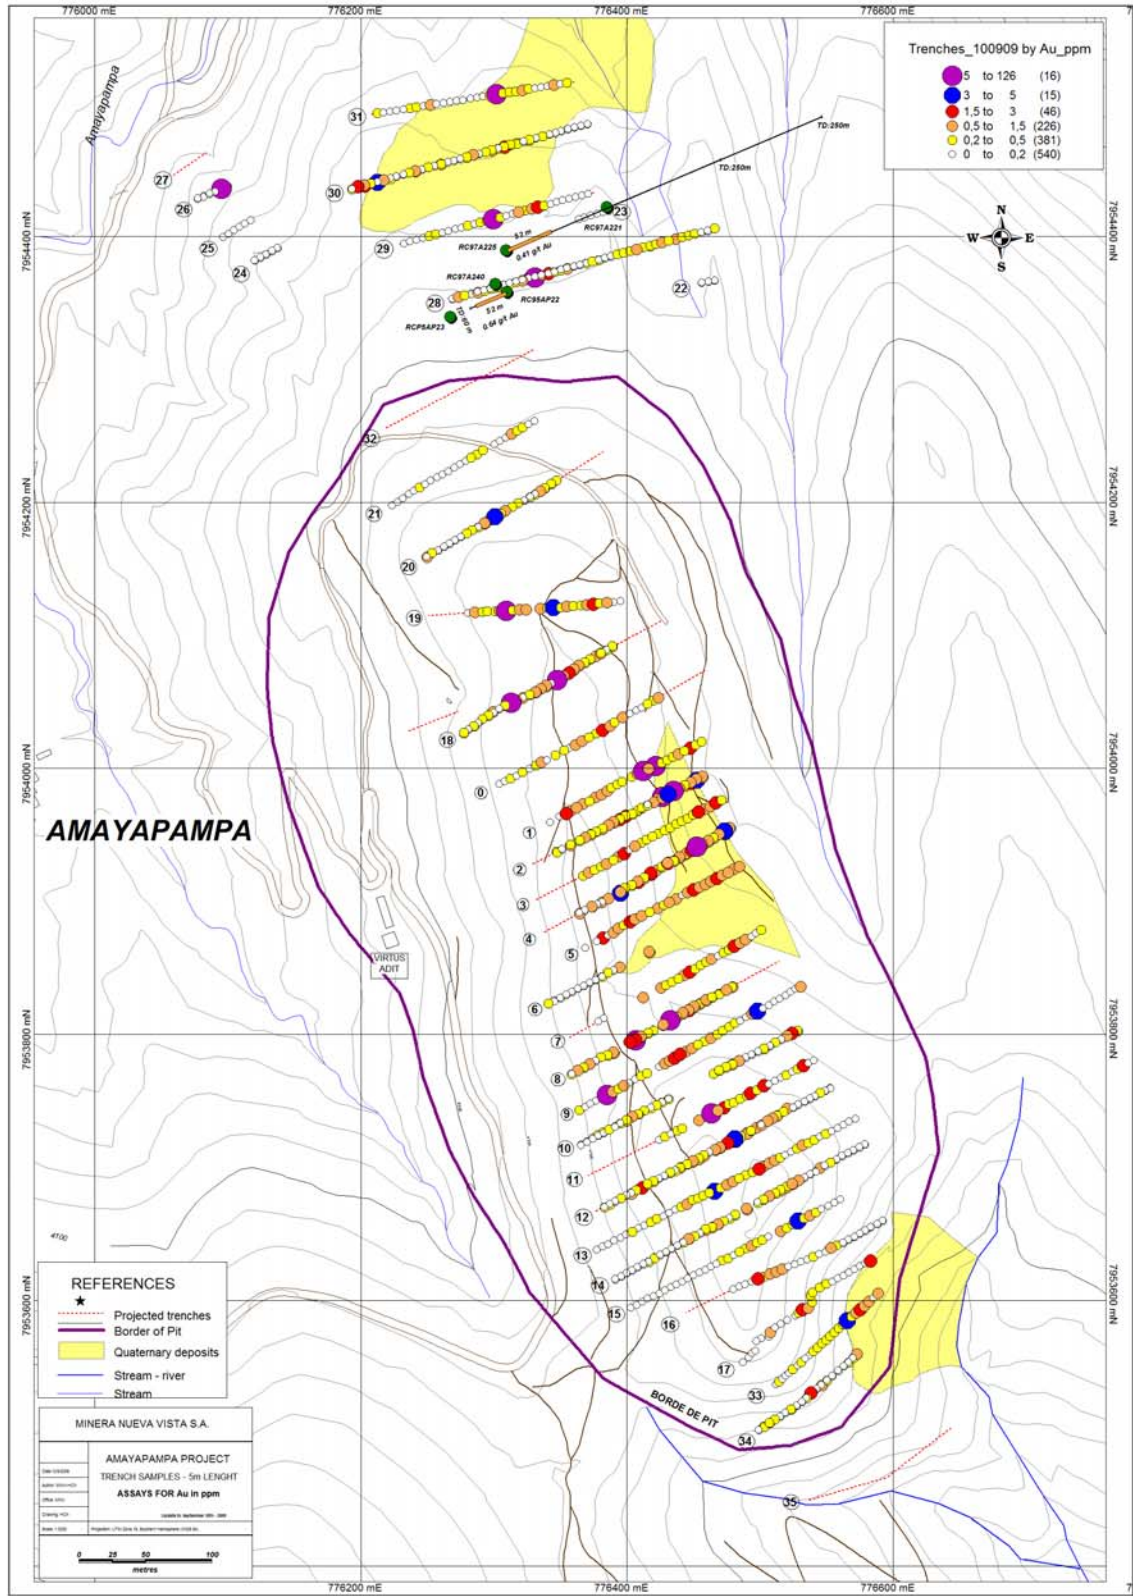 776000 mE
776200 mE
776400 mE
776600 mE
Trenches_100909 by Au_ppm
5 to 126 (16)
3 to 5 (15)
1,5 to 3 (46)
0,5 to 1,5 (226)
0,2 to 0,5 (381)
0 to 0,2 (540)
Amayapampa
31
TD:250m
TD:250m
27
26
30
N
W E
S
25
24
29
23
RC97A221
RC97A225
53 m
0.41 g/t Au
7954400 mN
7954400 mN
RC97A240
RC95AP22
22
28
TD:60 m
52 m
0.64 g/t Au
RCP5AP23
32
21
7954200 mN
7954200 mN
20
19
18
0
7954000 mN
7954000 mN
AMAYAPAMPA
1
2
3
4
5
VIRTUS
ADIT
6
7
7953800 mN
7953800 mN
8
9
10
11
12
13
14
15
16
17
33
34
35
4100
7953600 mN
7953600 mN
BORDE DE PIT
REFERENCES
Projected trenches
Border of Pit
Quaternary deposits
Stream - river
Stream
MINERA NUEVA VISTA S.A.
AMAYAPAMPA PROJECT
TRENCH SAMPLES - 5m LENGHT
ASSAYS FOR Au in ppm
0 25 50 100
metres
776200 mE
776400 mE
776600 mE